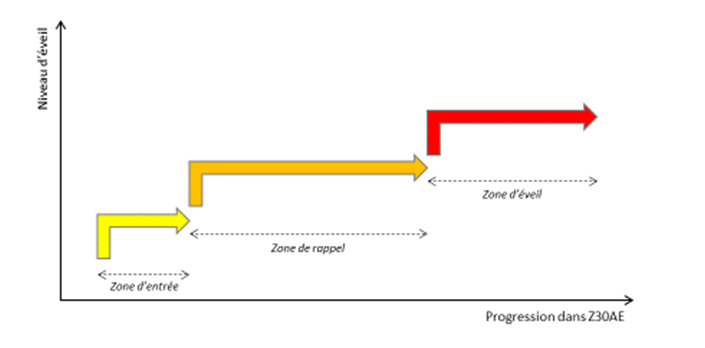 Niveau d'éveil
Zone d'éveil
Zone de rappel
Zone d'entrée
Progression dans Z30AE